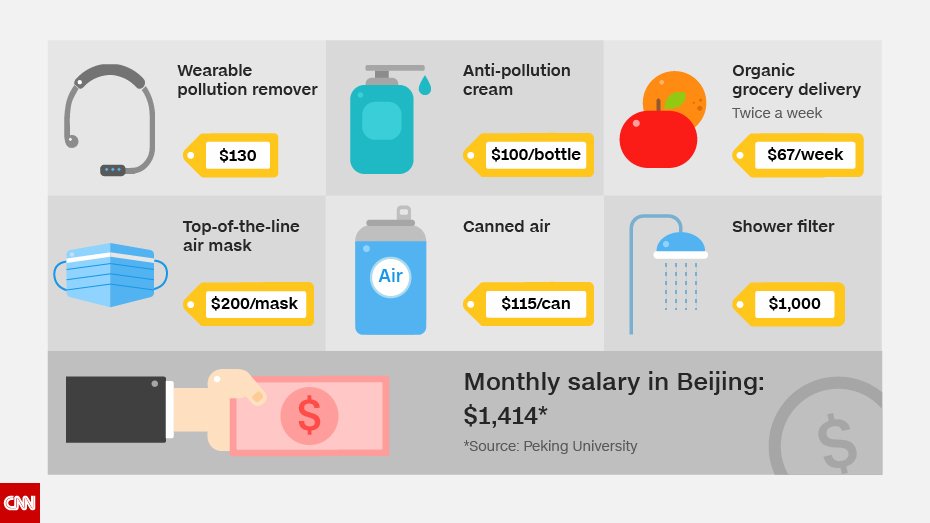 Wearable
pollution remover
$130
Anti-pollution
cream
$100/bottle
Organic
grocery delivery
Twice a week
$67/week
Top-of-the-line
air mask
$200/mask
Canned air
Air
$115/can
Shower filter
$1,000
$
Monthly salary in Beijing:
$1,414*
*Source: Peking University
$
CNN